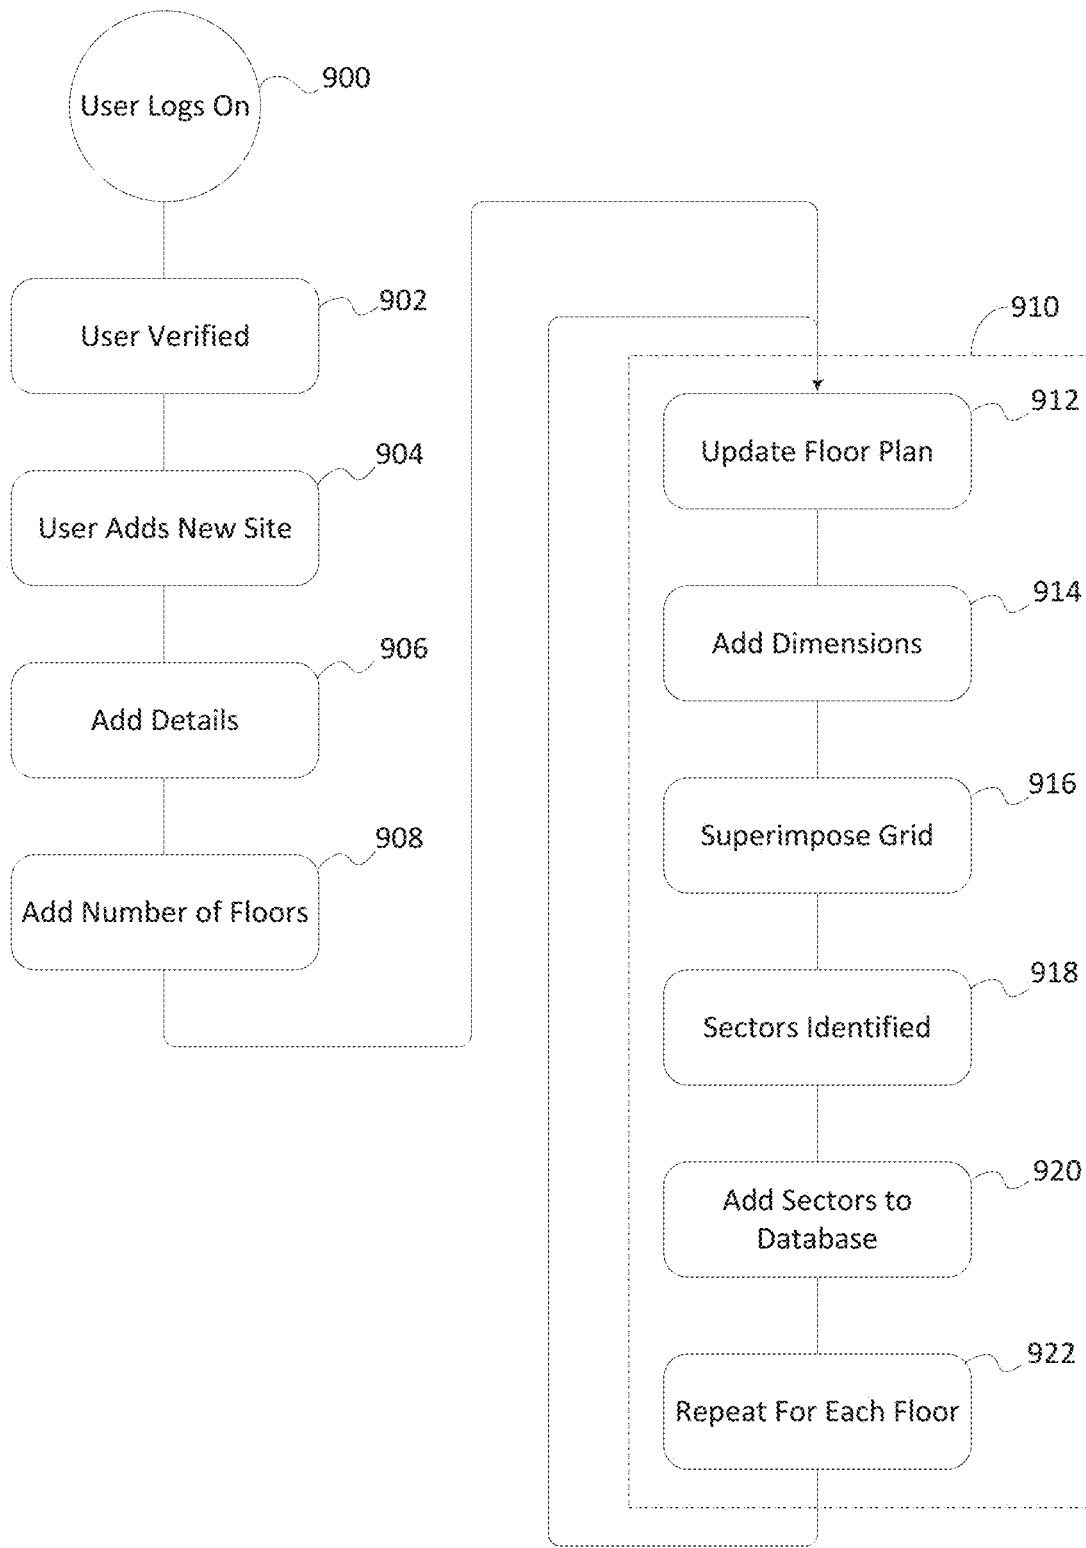 User Logs On
900
User Verified
902
User Adds New Site
904
Add Details
906
Add Number of Floors
908
910
Update Floor Plan
912
Add Dimensions
914
Superimpose Grid
916
Sectors Identified
918
Add Sectors to
Database
920
Repeat For Each Floor
922